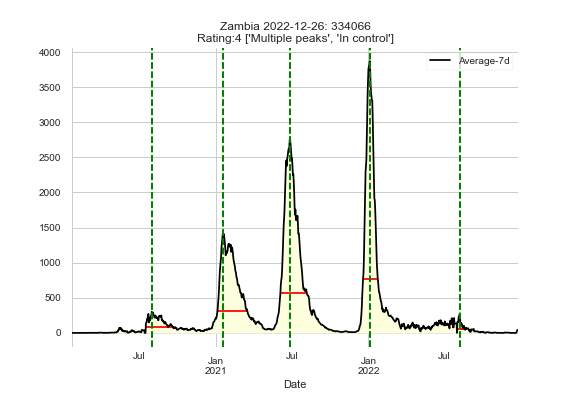 Zambia 2022-12-26: 334066
Rating:4 ['Multiple peaks', 'In control']
Average-7d
4000
3500
3000
2500
2000
1500
1000
500
0
Jul
Jan
2021
Jul
Jan
2022
Jul
Date